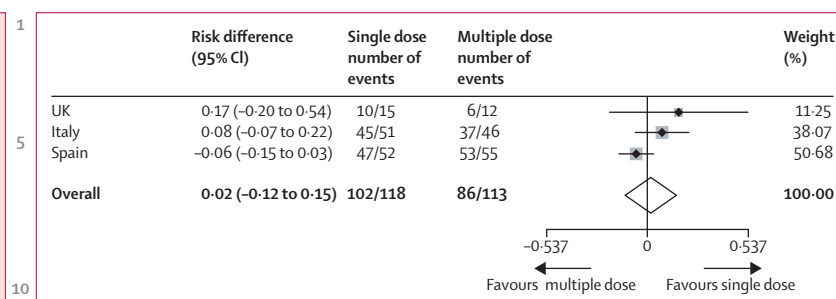 1
5
10
Risk difference Single dose Multiple dose Weight
(95% Cl) number of number of (%)
events events
UK 0·17 (–0·20 to 0·54) 10/15 6/12 11·25
Italy 0·08 (–0·07 to 0·22) 45/51 37/46 38·07
Spain –0·06 (–0·15 to 0·03) 47/52 53/55 50·68
Overall 0·02 (–0·12 to 0·15) 102/118 86/113 100·00
–0·537 0 0·537
Favours multiple dose Favours single dose